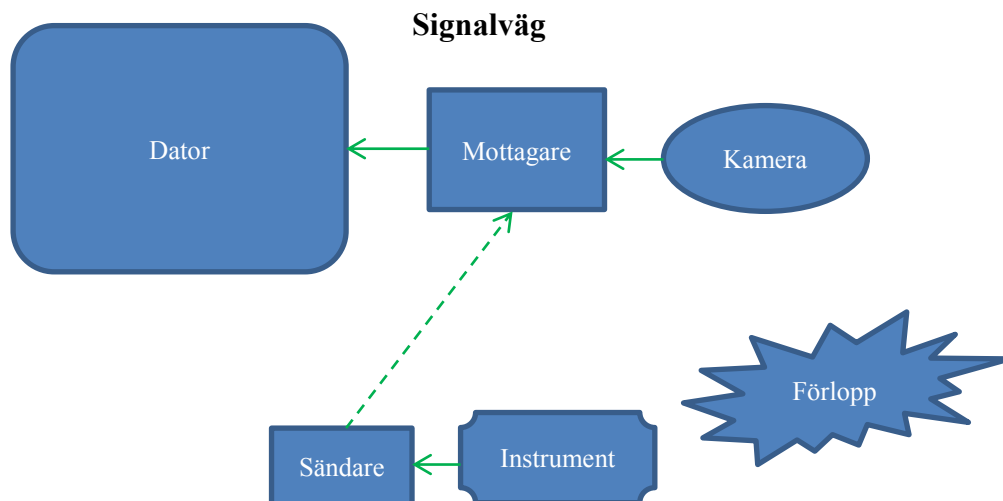 Signalväg
Dator
Mottagare
Kamera
Förlopp
Sändare
Instrument